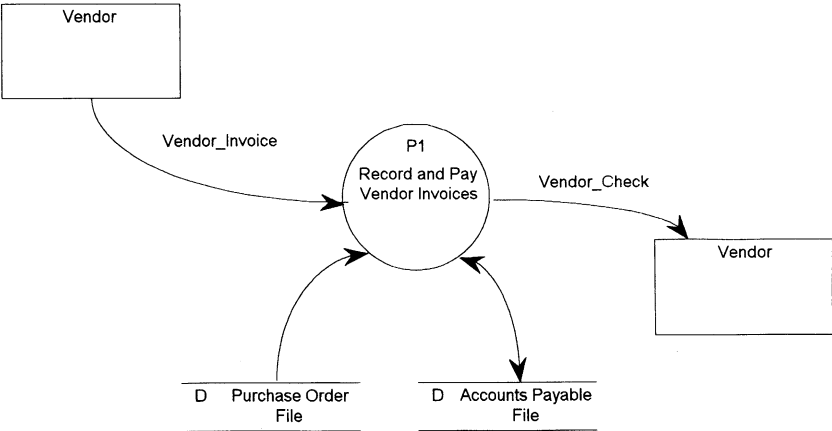 Vendor
Vendor_Invoice
P1
Record and Pay
Vendor Invoices
Vendor_Check
Vendor
D Purchase Order
File
D Accounts Payable
File